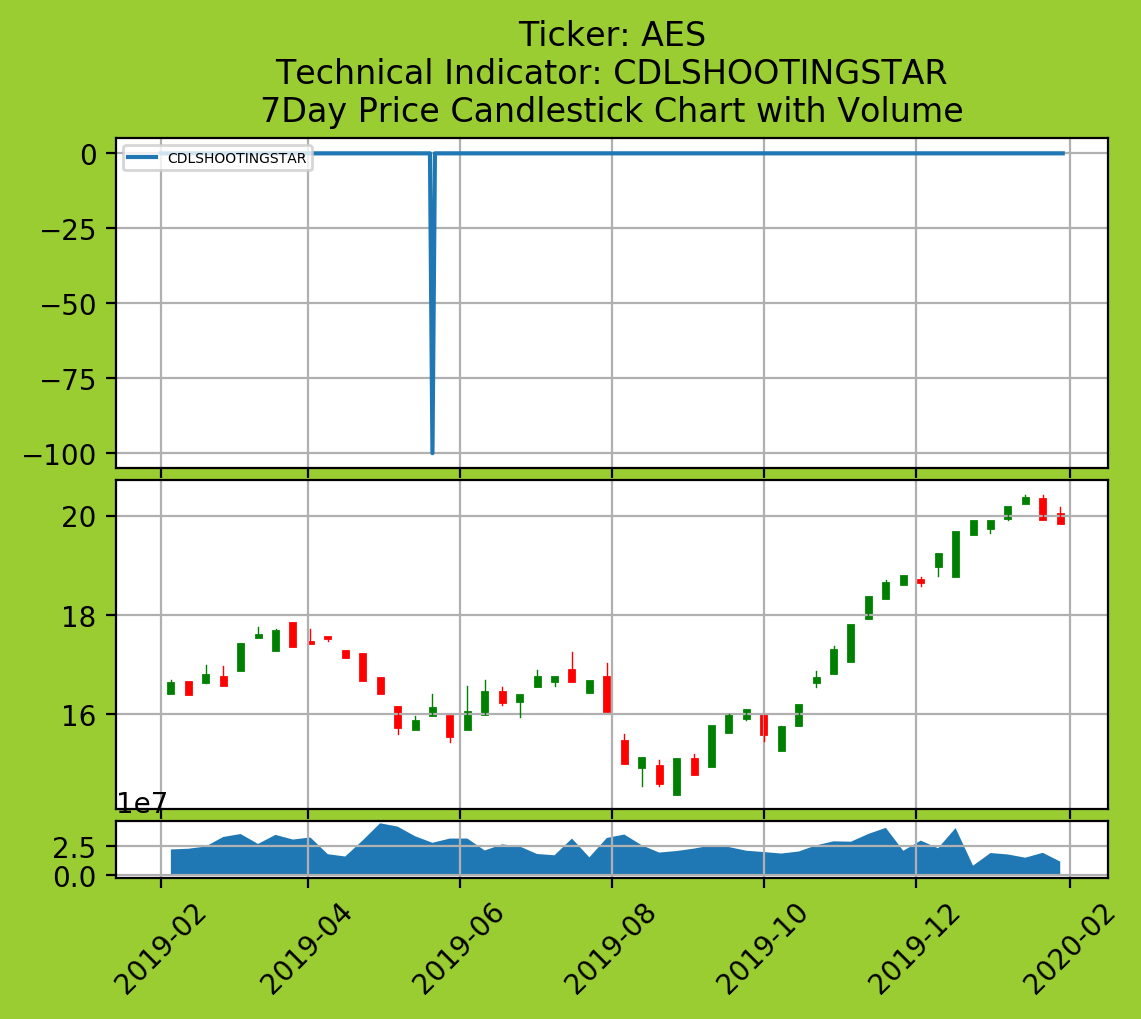 Ticker: AES
Technical Indicator: CDLSHOOTINGSTAR
7Day Price Candlestick Chart with Volume
CDLSHOOTINGSTAR
0
−25
−50
−75
−100
20
18
16
1e7
2.5
0.0
2019-02 2019-04 2019-06 2019-08 2019-10 2019-12 2020-02